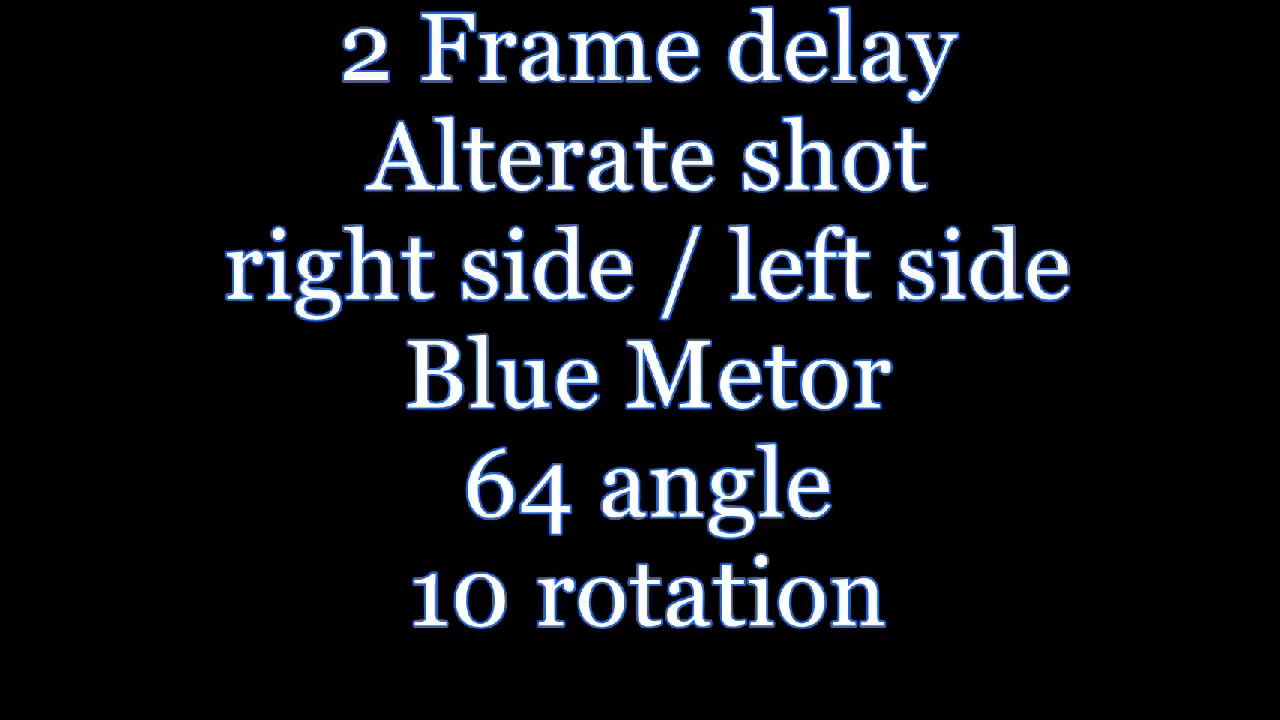 2 Frame delay
Alterate shot
right side / left side
Blue Metor
64 angle
10 rotation